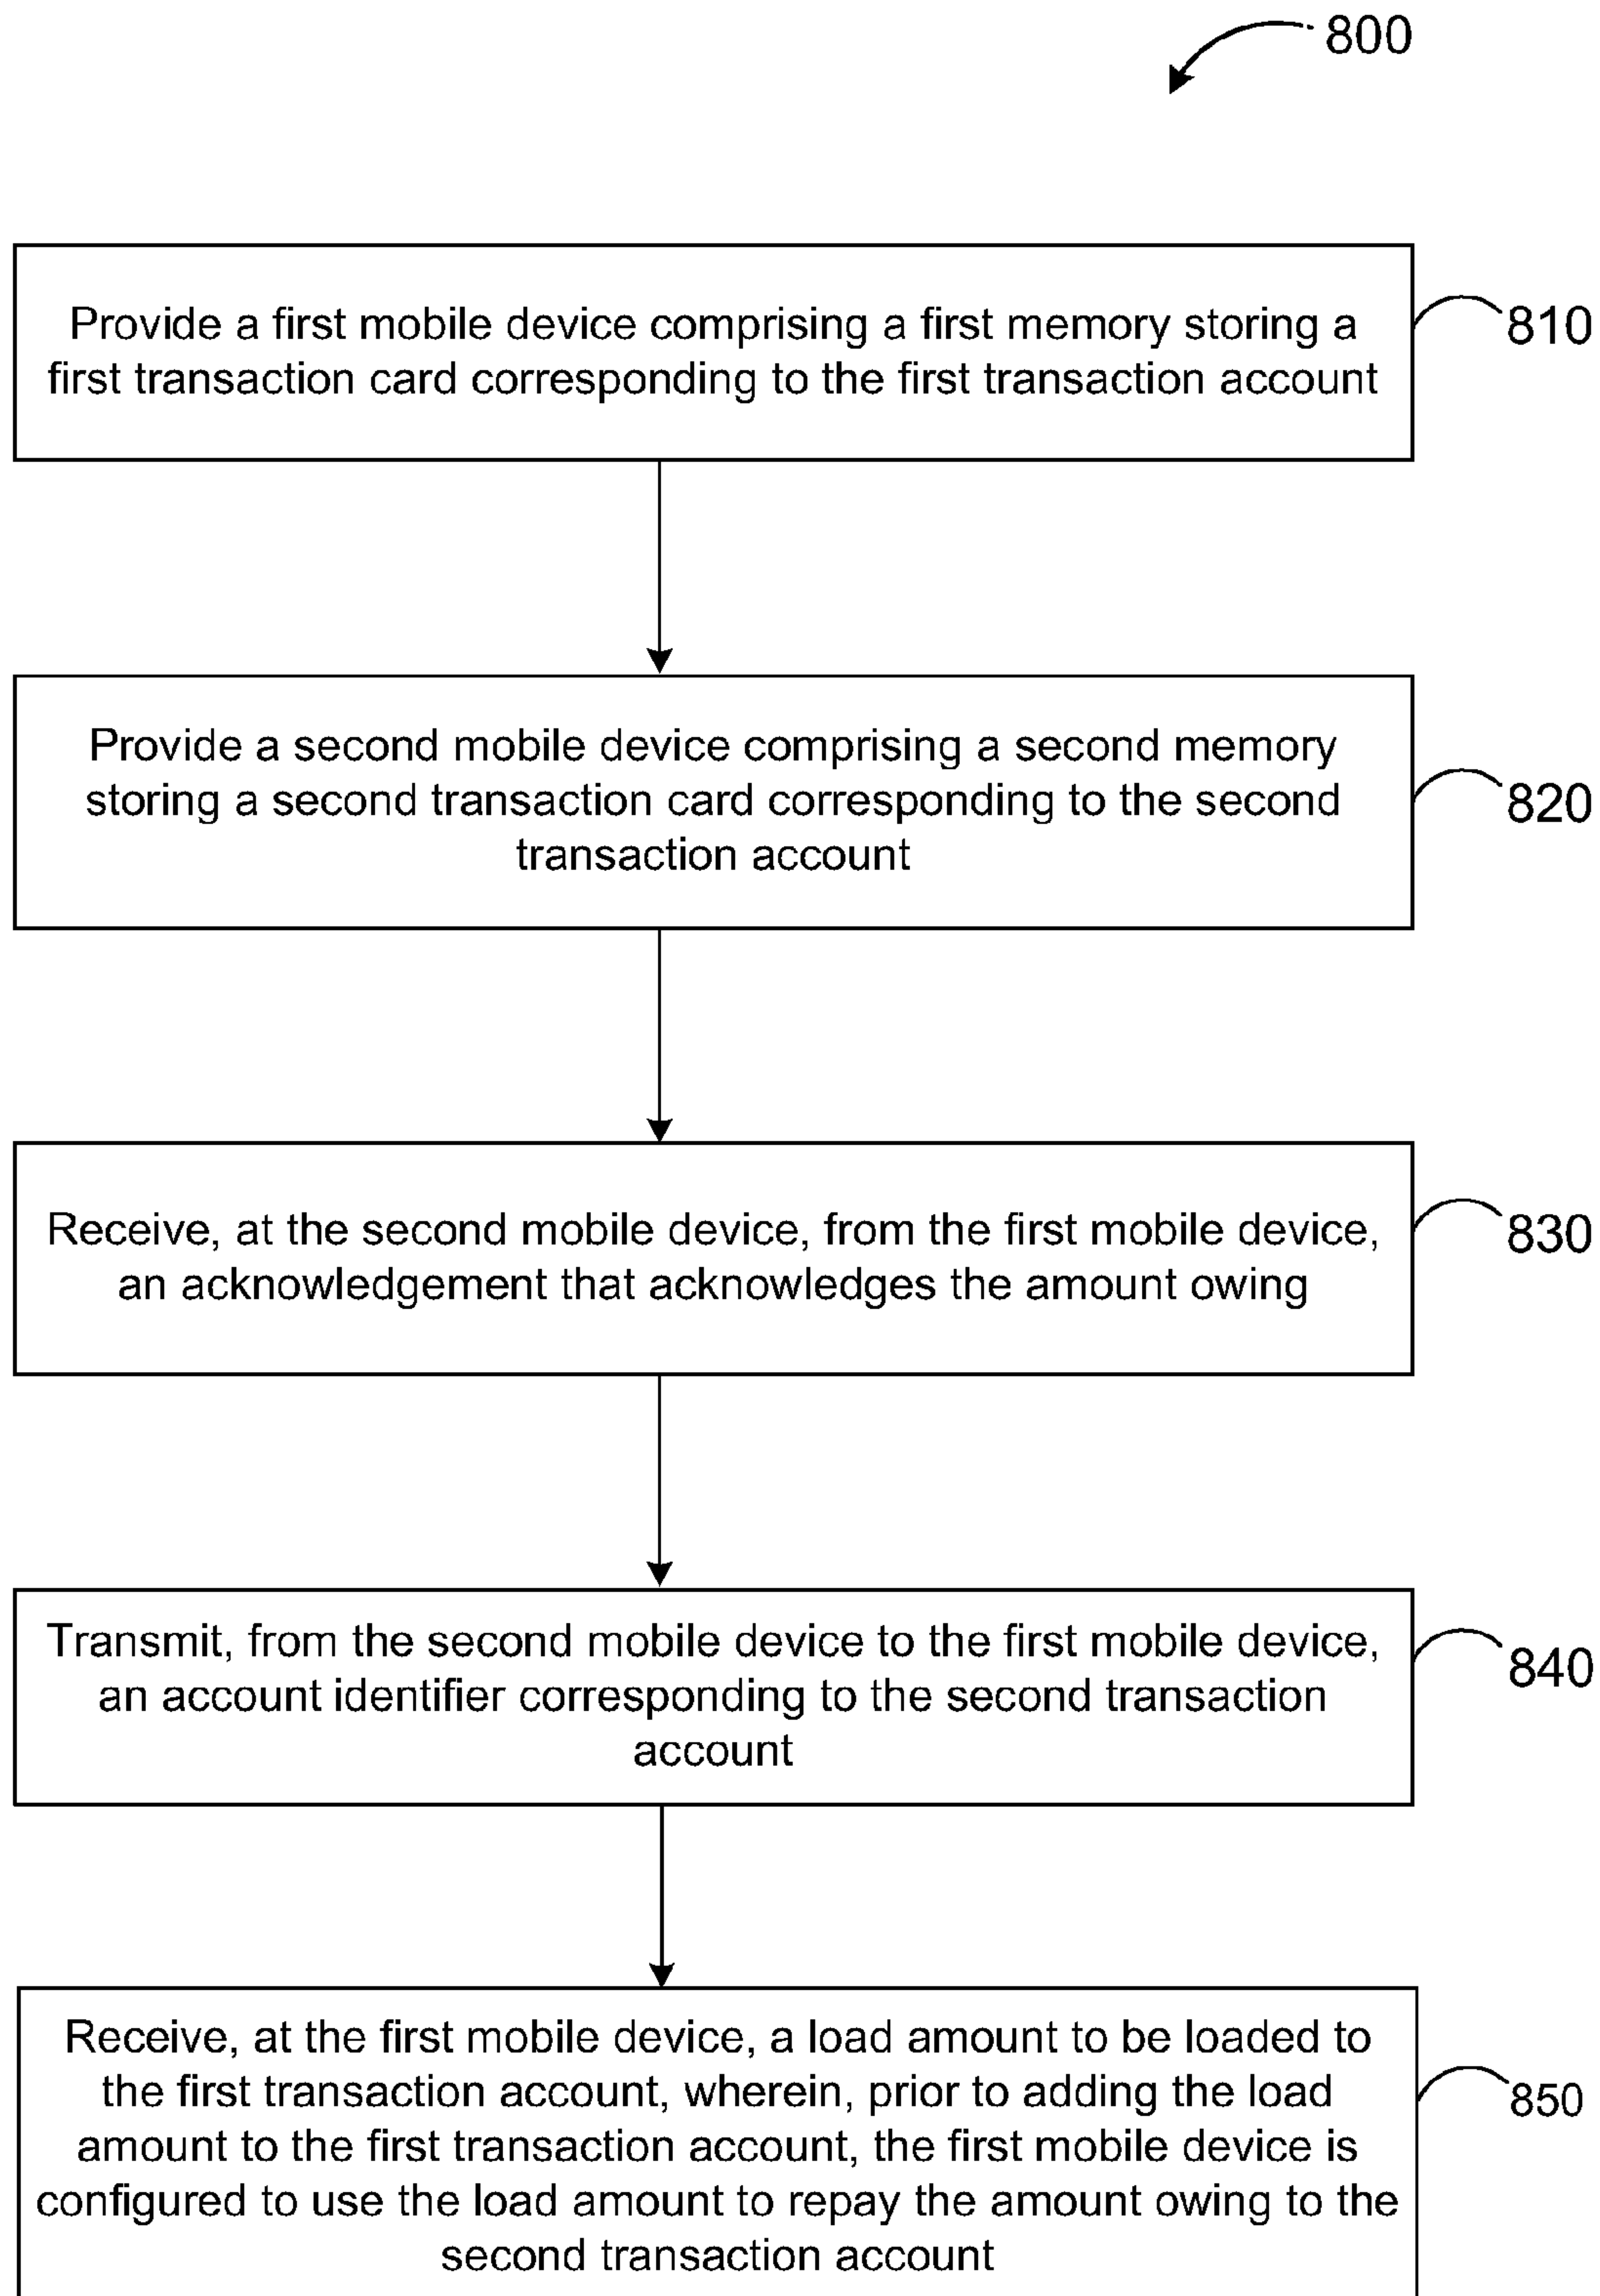 800
Provide a first mobile device comprising a first memory storing a
first transaction card corresponding to the first transaction account
810
Provide a second mobile device comprising a second memory
storing a second transaction card corresponding to the second
transaction account
820
Receive, at the second mobile device, from the first mobile device,
an acknowledgement that acknowledges the amount owing
830
Transmit, from the second mobile device to the first mobile device,
an account identifier corresponding to the second transaction
account
840
Receive, at the first mobile device, a load amount to be loaded to
the first transaction account, wherein, prior to adding the load
amount to the first transaction account, the first mobile device is
configured to use the load amount to repay the amount owing to the
second transaction account
850